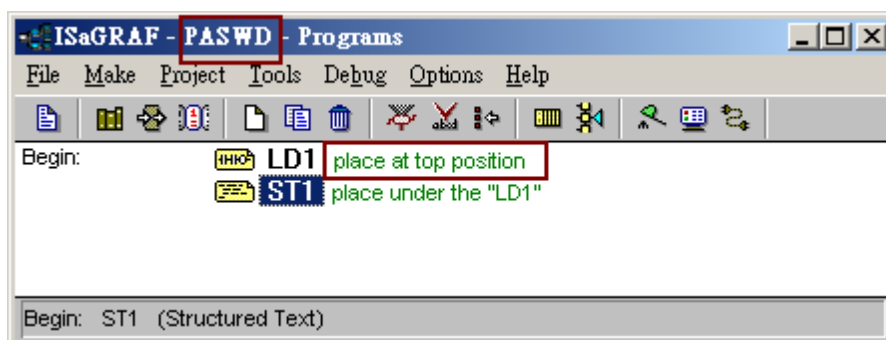 ISaGRAF - PASWD - Programs
File Make Project Tools Debug Options Help
Begin: LD1 place at top position
ST1 place under the "LD1"
Begin: ST1 (Structured Text)